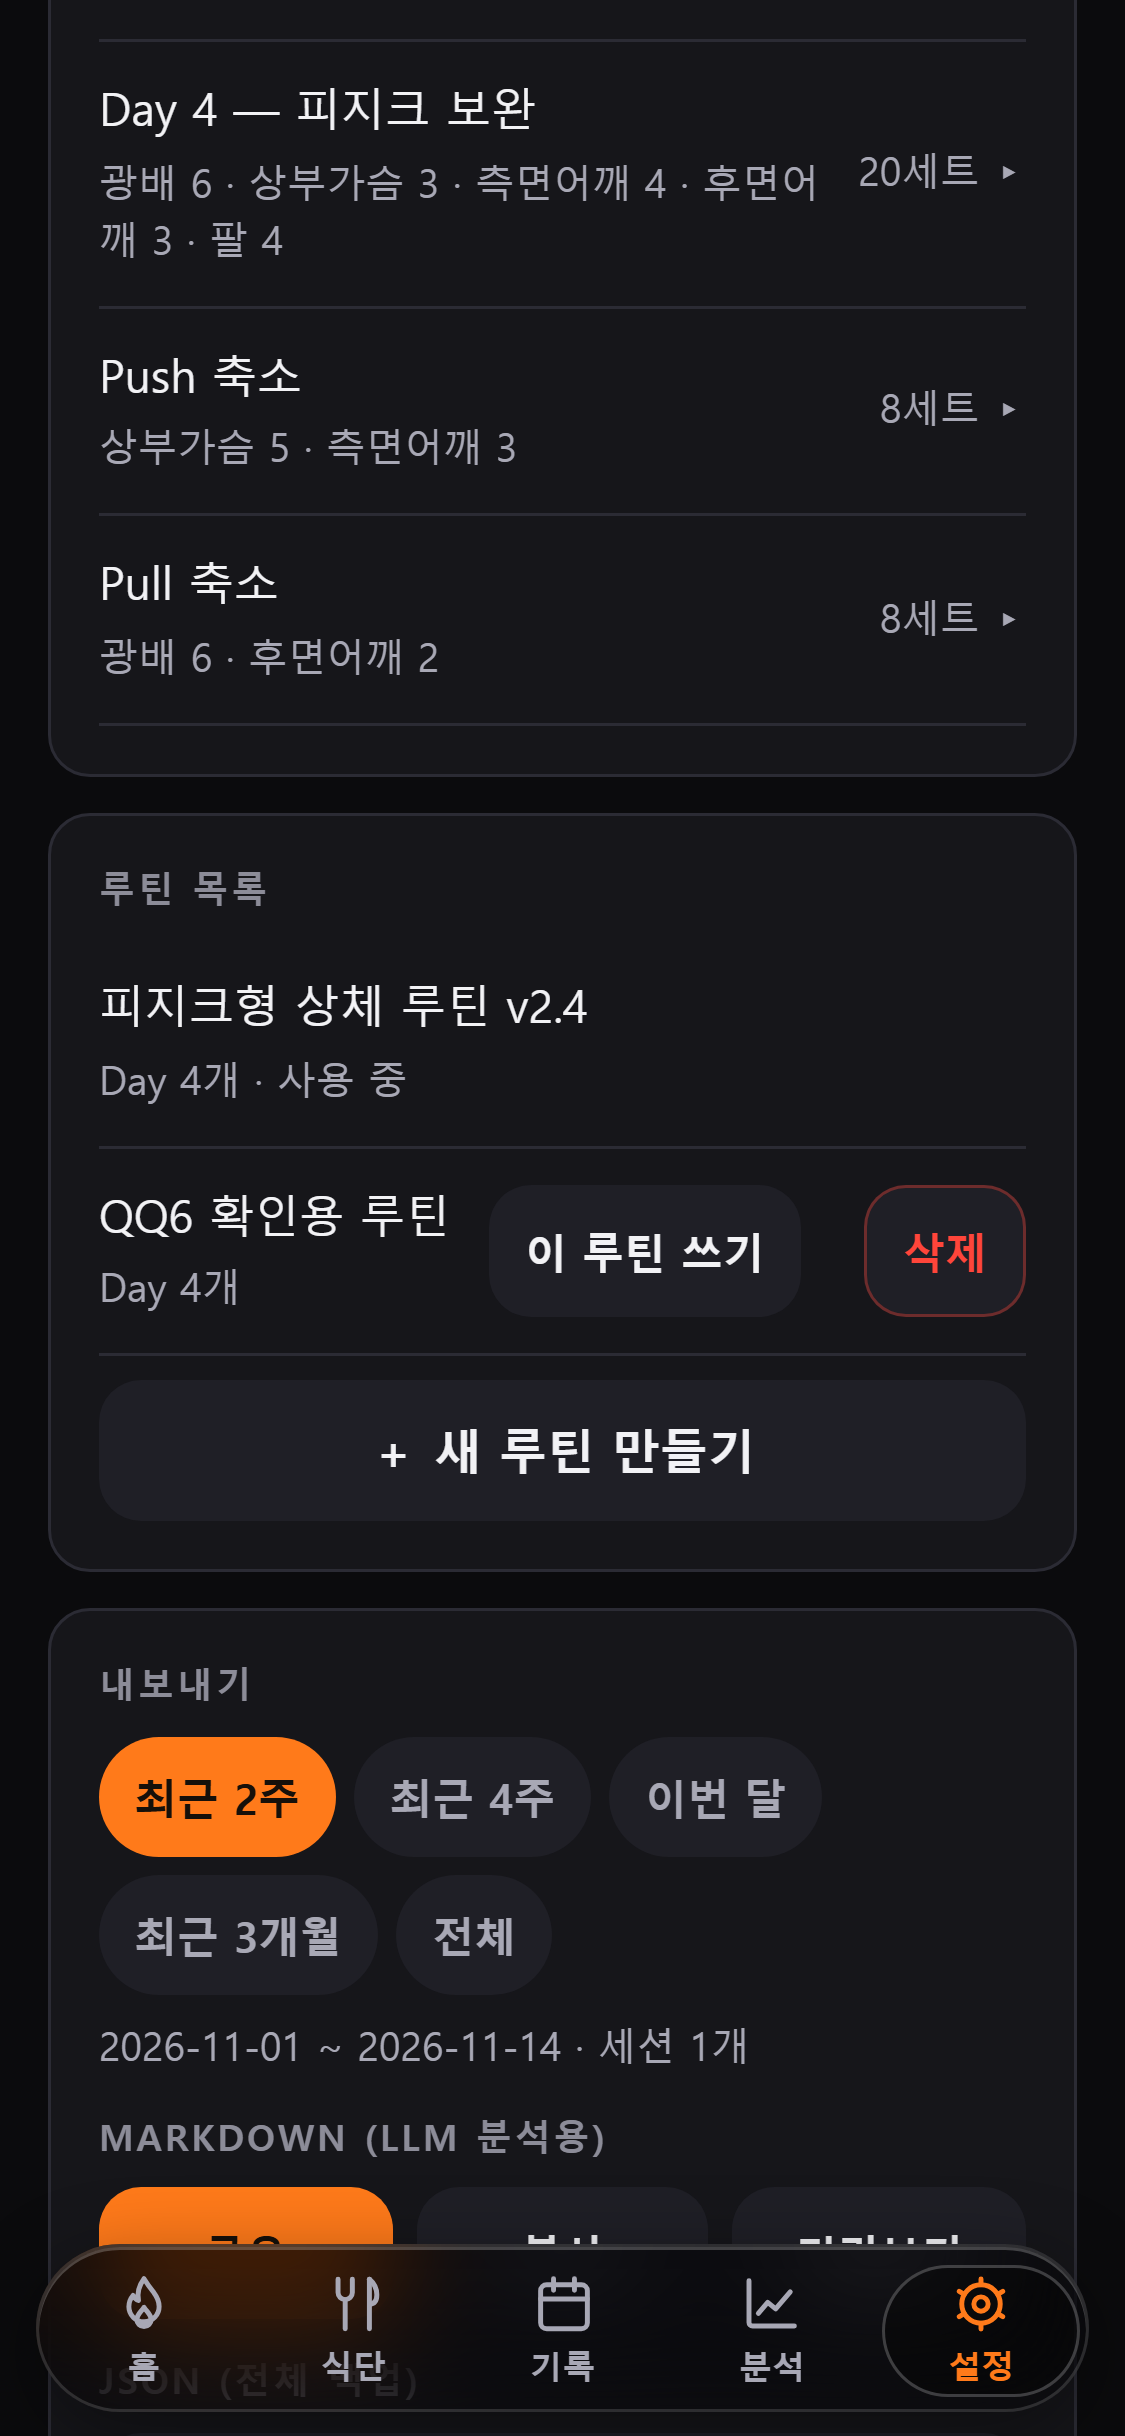 Day 4 — 피지크 보완
광배 6 · 상부가슴 3 · 측면어깨 4 · 후면어
깨 3 · 팔 4
20세트 ▸
Push 축소
상부가슴 5 · 측면어깨 3
8세트 ▸
Pull 축소
광배 6 · 후면어깨 2
8세트 ▸
루틴 목록
피지크형 상체 루틴 v2.4
Day 4개 · 사용 중
QQ6 확인용 루틴
Day 4개
이 루틴 쓰기
삭제
+ 새 루틴 만들기
내보내기
최근 2주
최근 4주
이번 달
최근 3개월
전체
2026-11-01 ~ 2026-11-14 · 세션 1개
MARKDOWN (LLM 분석용)
JSON (전체 백업)
홈
식단
기록
분석
설정